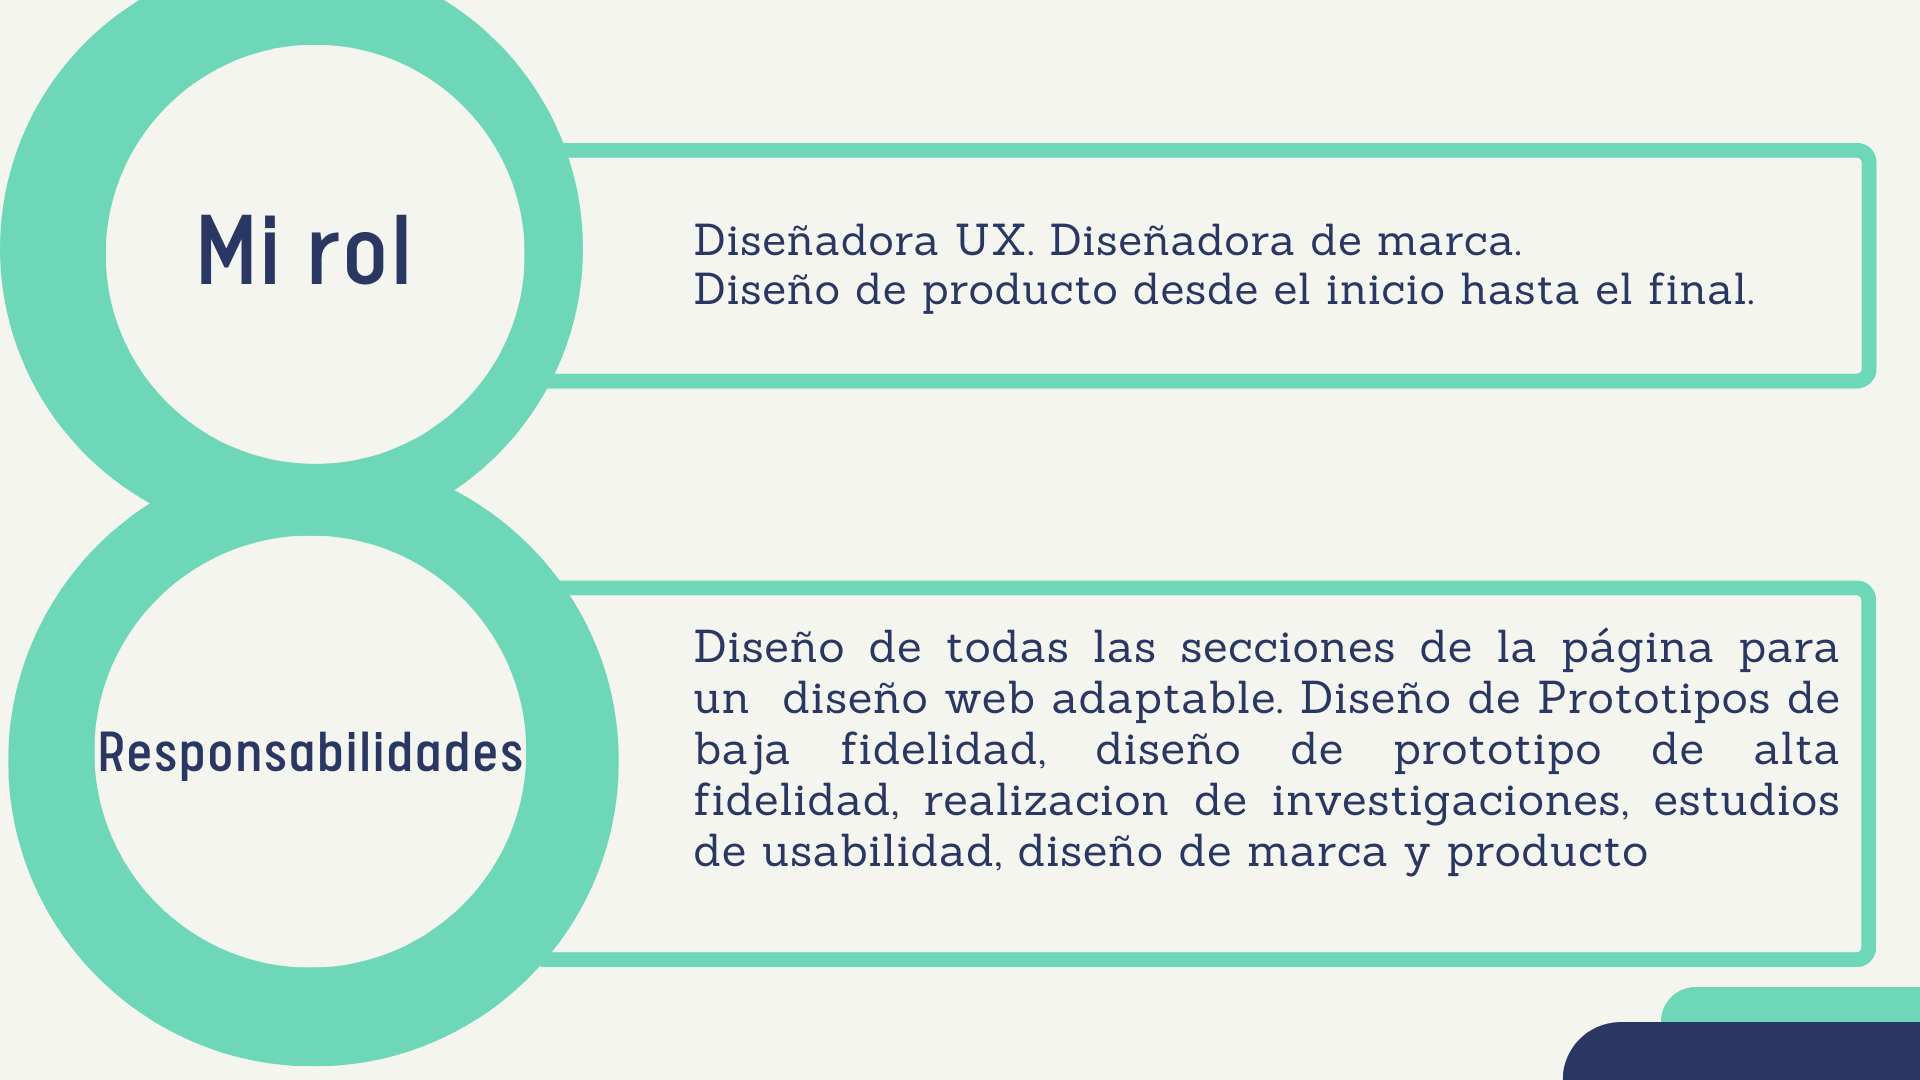 Mi rol
Diseñadora UX. Diseñadora de marca.
Diseño de producto desde el inicio hasta el final.
Responsabilidades
Diseño de todas las secciones de la página para
un diseño web adaptable. Diseño de Prototipos de
baja fidelidad, diseño de prototipo de alta
fidelidad, realizacion de investigaciones, estudios
de usabilidad, diseño de marca y producto